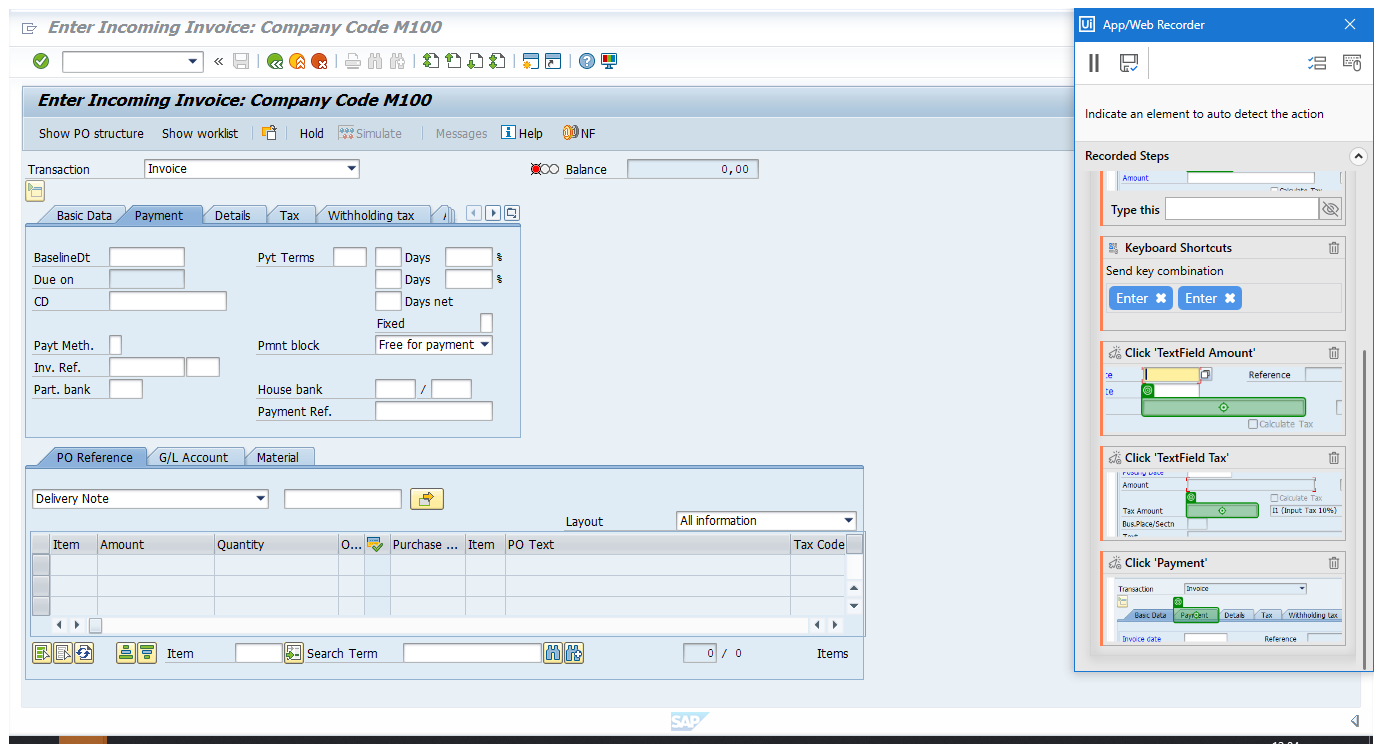 Enter Incoming Invoice: Company Code M100
Enter Incoming Invoice: Company Code M100
Show PO structure Show worklist Hold Simulate Messages Help NF
Transaction Invoice Balance 0,00
Basic Data Payment Details Tax Withholding tax
BaselineDt Pyt Terms Days %
Due on Days %
CD Days net
Fixed
Payt Meth. Pmnt block Free for payment
Inv. Ref.
Part. bank House bank /
Payment Ref.
PO Reference G/L Account Material
Delivery Note
Layout All information
Item Amount Quantity O... Purchase ... Item PO Text Tax Code
Item Search Term 0 / 0 Items
SAP
Ui App/Web Recorder
Indicate an element to auto detect the action
Recorded Steps
Amount
Calculate Tax
Type this
Keyboard Shortcuts
Send key combination
Enter Enter
Click 'TextField Amount'
te Reference
te
Calculate Tax
Click 'TextField Tax'
Posting Date
Amount
Calculate Tax
Tax Amount I1 (Input Tax 10%)
Bus.Place/Sectn
Text
Click 'Payment'
Transaction Invoice
Basic Data Payment Details Tax Withholding tax
Invoice date Reference